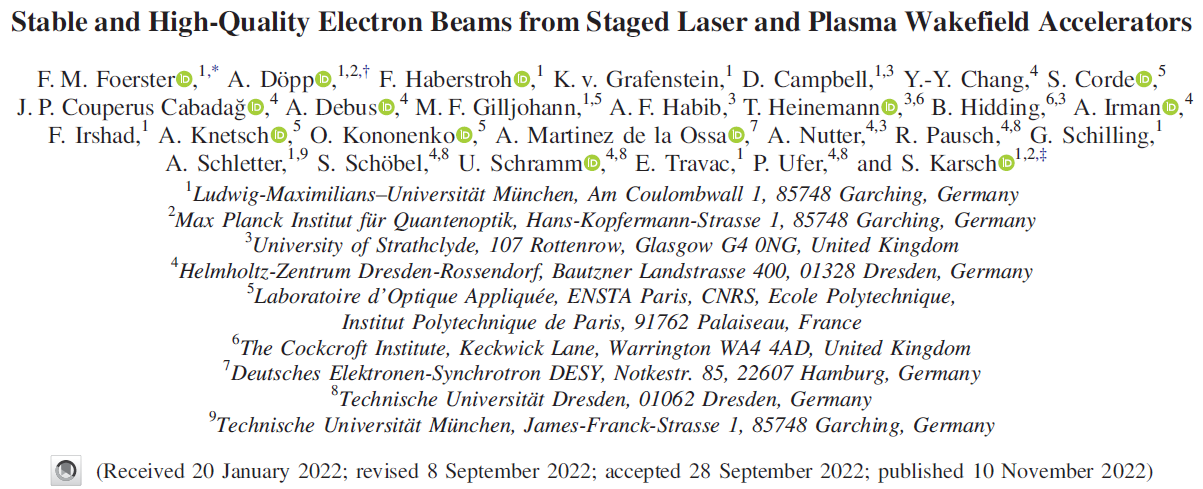 Stable and High-Quality Electron Beams from Staged Laser and Plasma Wakefield Accelerators
F. M. Foerster,1,* A. Döpp,1,2,† F. Haberstroh,1 K. v. Grafenstein,1 D. Campbell,1,3 Y.-Y. Chang,4 S. Corde,5
J. P. Couperus Cabadağ,4 A. Debus,4 M. F. Gilljohann,1,5 A. F. Habib,3 T. Heinemann,3,6 B. Hidding,6,3 A. Irman,4
F. Irshad,1 A. Knetsch,5 O. Kononenko,5 A. Martinez de la Ossa,7 A. Nutter,4,3 R. Pausch,4,8 G. Schilling,1
A. Schletter,1,9 S. Schöbel,4,8 U. Schramm,4,8 E. Travac,1 P. Ufer,4,8 and S. Karsch1,2,‡
1Ludwig-Maximilians–Universität München, Am Coulombwall 1, 85748 Garching, Germany
2Max Planck Institut für Quantenoptik, Hans-Kopfermann-Strasse 1, 85748 Garching, Germany
3University of Strathclyde, 107 Rottenrow, Glasgow G4 0NG, United Kingdom
4Helmholtz-Zentrum Dresden-Rossendorf, Bautzner Landstrasse 400, 01328 Dresden, Germany
5Laboratoire d'Optique Appliquée, ENSTA Paris, CNRS, Ecole Polytechnique,
Institut Polytechnique de Paris, 91762 Palaiseau, France
6The Cockcroft Institute, Keckwick Lane, Warrington WA4 4AD, United Kingdom
7Deutsches Elektronen-Synchrotron DESY, Notkestr. 85, 22607 Hamburg, Germany
8Technische Universität Dresden, 01062 Dresden, Germany
9Technische Universität München, James-Franck-Strasse 1, 85748 Garching, Germany
(Received 20 January 2022; revised 8 September 2022; accepted 28 September 2022; published 10 November 2022)